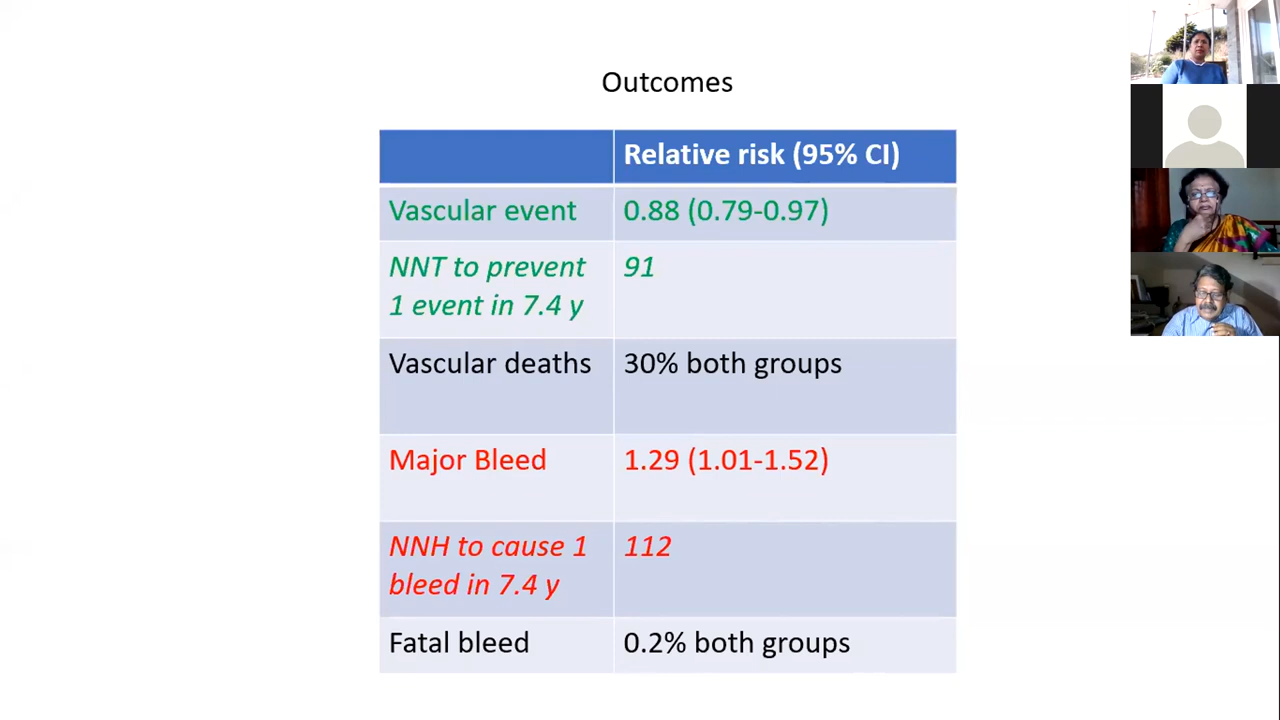 Outcomes
Relative risk (95% CI)
Vascular event
0.88 (0.79-0.97)
NNT to prevent
1 event in 7.4 y
91
Vascular deaths
30% both groups
Major Bleed
1.29 (1.01-1.52)
NNH to cause 1
bleed in 7.4 y
112
Fatal bleed
0.2% both groups